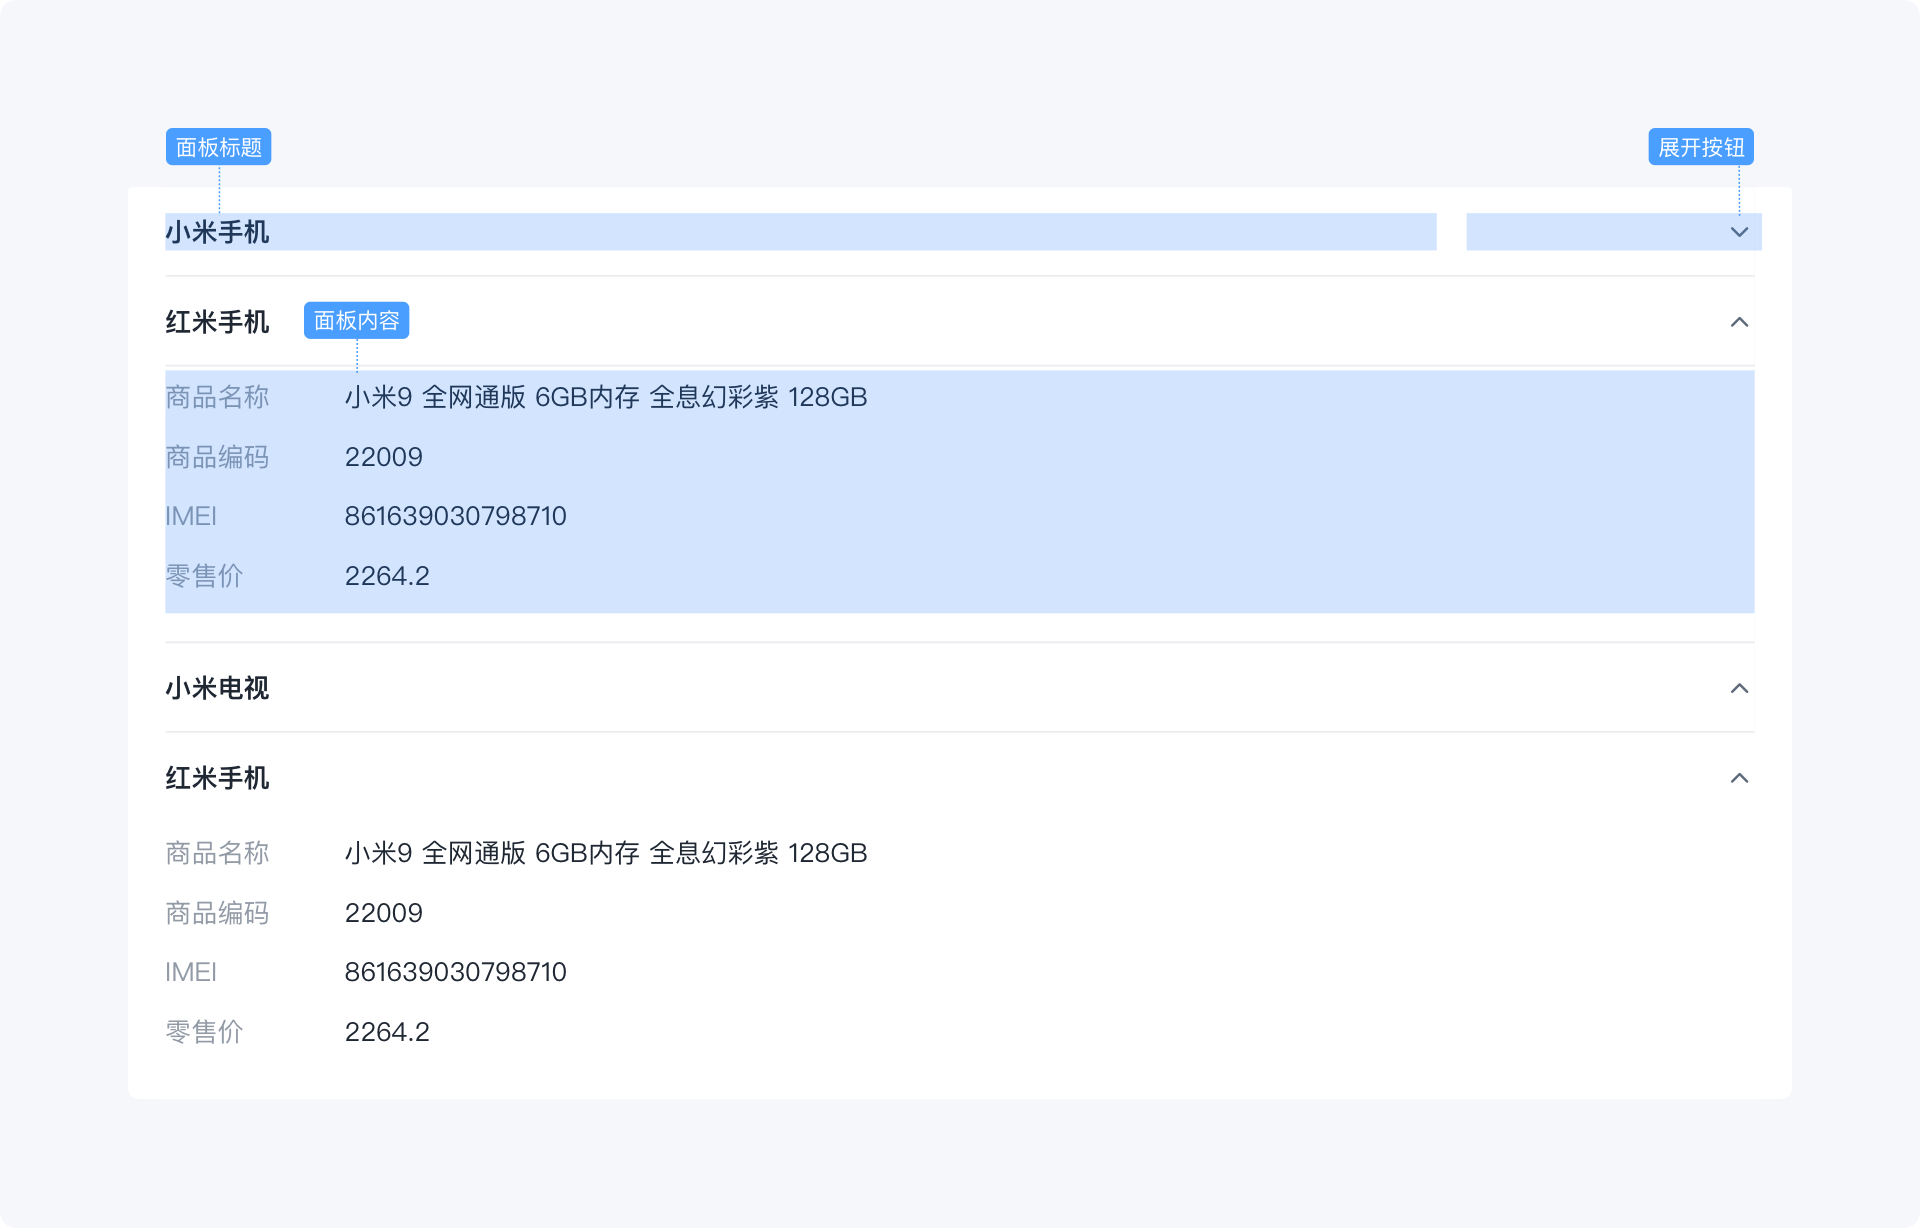 面板标题
展开按钮
小米手机
红米手机
面板内容
商品名称 小米9 全网通版 6GB内存 全息幻彩紫 128GB
商品编码 22009
IMEI 861639030798710
零售价 2264.2
小米电视
红米手机
商品名称 小米9 全网通版 6GB内存 全息幻彩紫 128GB
商品编码 22009
IMEI 861639030798710
零售价 2264.2